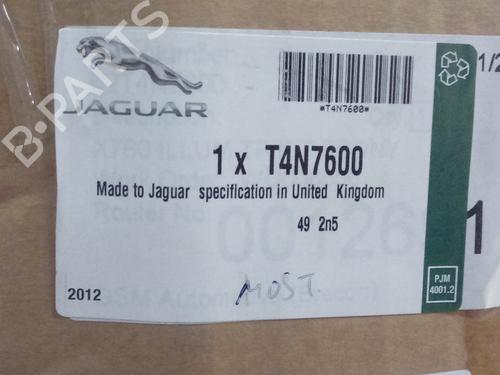 JAGUAR
*T4N7600*
1/2
1 x T4N7600
Made to Jaguar specification in United Kingdom
49 2n5
1
MOST
2012
PJM
4001.2
B-PARTS